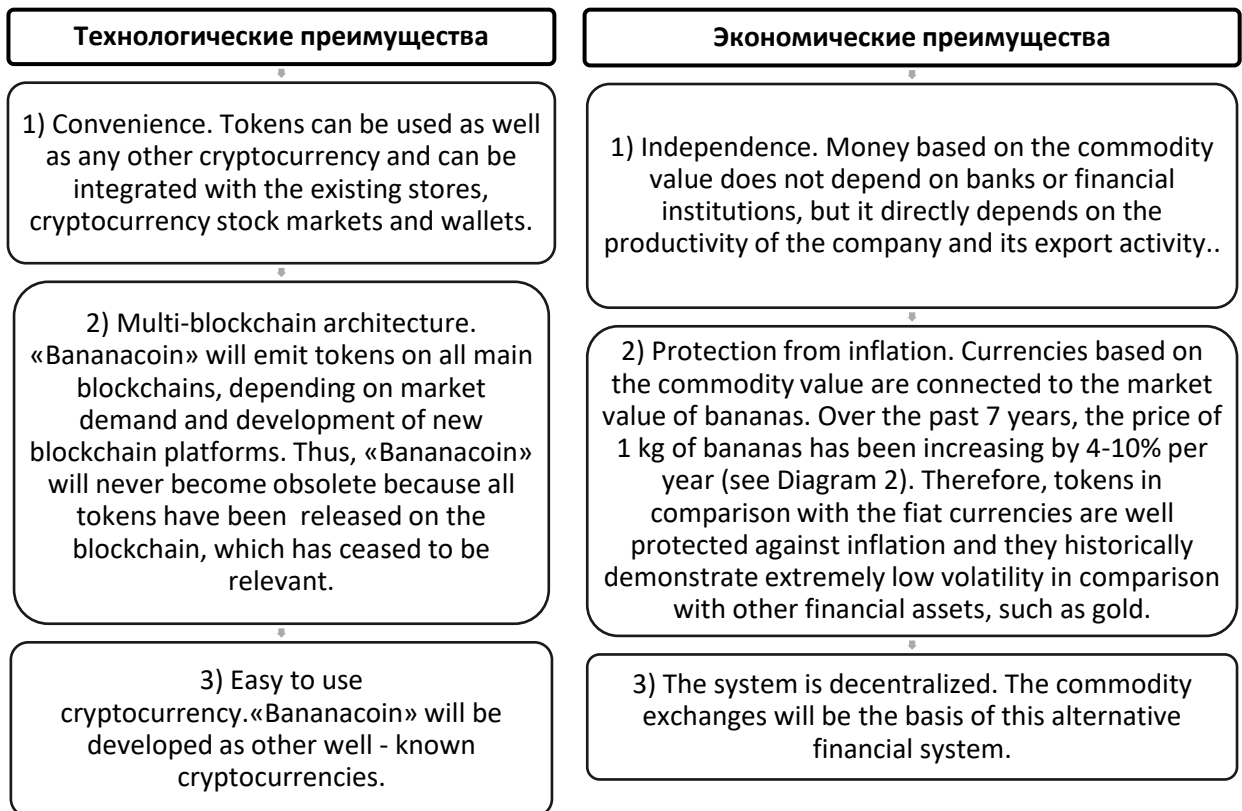 Технологические преимущества
1) Convenience. Tokens can be used as well
as any other cryptocurrency and can be
integrated with the existing stores,
cryptocurrency stock markets and wallets.
2) Multi-blockchain architecture.
«Bananacoin» will emit tokens on all main
blockchains, depending on market
demand and development of new
blockchain platforms. Thus, «Bananacoin»
will never become obsolete because all
tokens have been  released on the
blockchain, which has ceased to be
relevant.
3) Easy to use
cryptocurrency.«Bananacoin» will be
developed as other well - known
cryptocurrencies.
Экономические преимущества
1) Independence. Money based on the commodity
value does not depend on banks or financial
institutions, but it directly depends on the
productivity of the company and its export activity..
2) Protection from inflation. Currencies based on
the commodity value are connected to the market
value of bananas. Over the past 7 years, the price of
1 kg of bananas has been increasing by 4-10% per
year (see Diagram 2). Therefore, tokens in
comparison with the fiat currencies are well
protected against inflation and they historically
demonstrate extremely low volatility in comparison
with other financial assets, such as gold.
3) The system is decentralized. The commodity
exchanges will be the basis of this alternative
financial system.